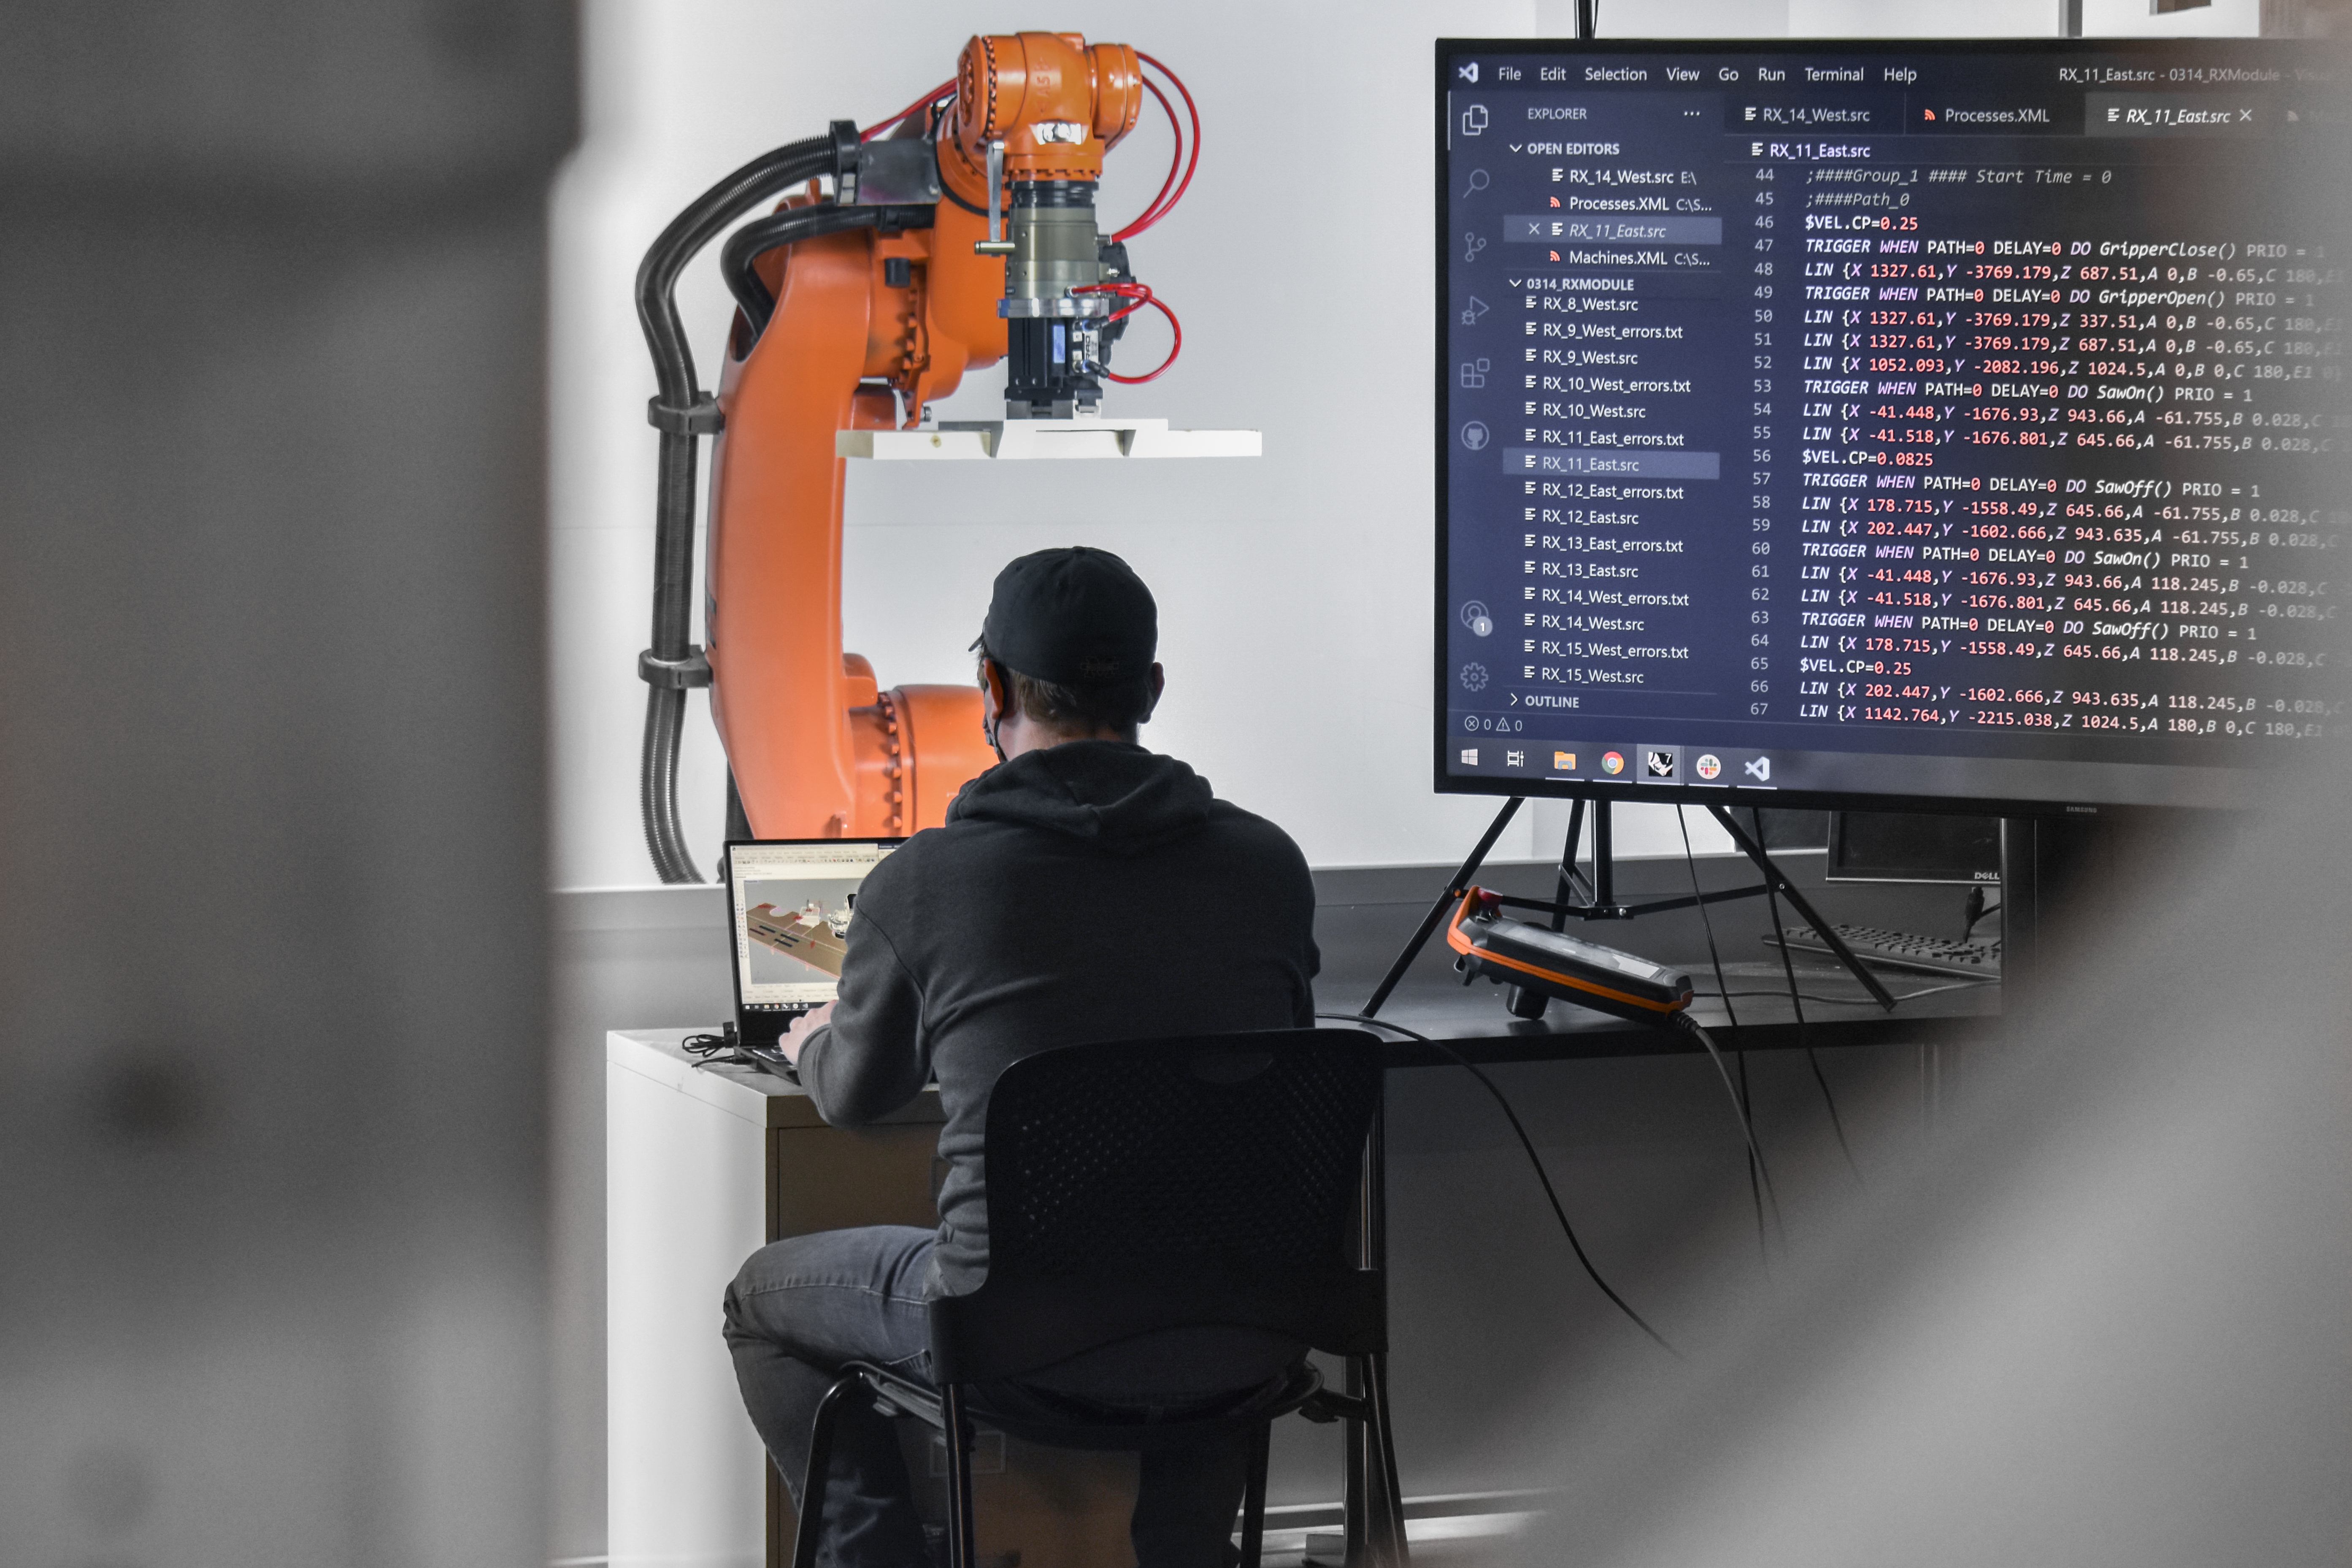 File Edit Selection View Go Run Terminal Help RX_11_East.src - 0314_RXModule -
EXPLORER ...
RX_14_West.src Processes.XML RX_11_East.src
OPEN EDITORS
RX_14_West.src E:\
Processes.XML C:\S...
RX_11_East.src
Machines.XML C:\S...
0314_RXMODULE
RX_8_West.src
RX_9_West_errors.txt
RX_9_West.src
RX_10_West_errors.txt
RX_10_West.src
RX_11_East_errors.txt
RX_11_East.src
RX_12_East_errors.txt
RX_12_East.src
RX_13_East_errors.txt
RX_13_East.src
RX_14_West_errors.txt
RX_14_West.src
RX_15_West_errors.txt
RX_15_West.src
OUTLINE
0 0
1
RX_11_East.src
44 ;####Group_1 #### Start Time = 0
45 ;####Path_0
46 $VEL.CP=0.25
47 TRIGGER WHEN PATH=0 DELAY=0 DO GripperClose() PRIO = 1
48 LIN {X 1327.61,Y -3769.179,Z 687.51,A 0,B -0.65,C 180,
49 TRIGGER WHEN PATH=0 DELAY=0 DO GripperOpen() PRIO = 1
50 LIN {X 1327.61,Y -3769.179,Z 337.51,A 0,B -0.65,C 180,
51 LIN {X 1327.61,Y -3769.179,Z 687.51,A 0,B -0.65,C 180,
52 LIN {X 1052.093,Y -2082.196,Z 1024.5,A 0,B 0,C 180,E1 0}
53 TRIGGER WHEN PATH=0 DELAY=0 DO SawOn() PRIO = 1
54 LIN {X -41.448,Y -1676.93,Z 943.66,A -61.755,B 0.028,C
55 LIN {X -41.518,Y -1676.801,Z 645.66,A -61.755,B 0.028,C
56 $VEL.CP=0.0825
57 TRIGGER WHEN PATH=0 DELAY=0 DO SawOff() PRIO = 1
58 LIN {X 178.715,Y -1558.49,Z 645.66,A -61.755,B 0.028,C
59 LIN {X 202.447,Y -1602.666,Z 943.635,A -61.755,B 0.028,
60 TRIGGER WHEN PATH=0 DELAY=0 DO SawOn() PRIO = 1
61 LIN {X -41.448,Y -1676.93,Z 943.66,A 118.245,B -0.028,C
62 LIN {X -41.518,Y -1676.801,Z 645.66,A 118.245,B -0.028,
63 TRIGGER WHEN PATH=0 DELAY=0 DO SawOff() PRIO = 1
64 LIN {X 178.715,Y -1558.49,Z 645.66,A 118.245,B -0.028,C
65 $VEL.CP=0.25
66 LIN {X 202.447,Y -1602.666,Z 943.635,A 118.245,B -0.028,
67 LIN {X 1142.764,Y -2215.038,Z 1024.5,A 180,B 0,C 180,E1
SAMSUNG
DELL